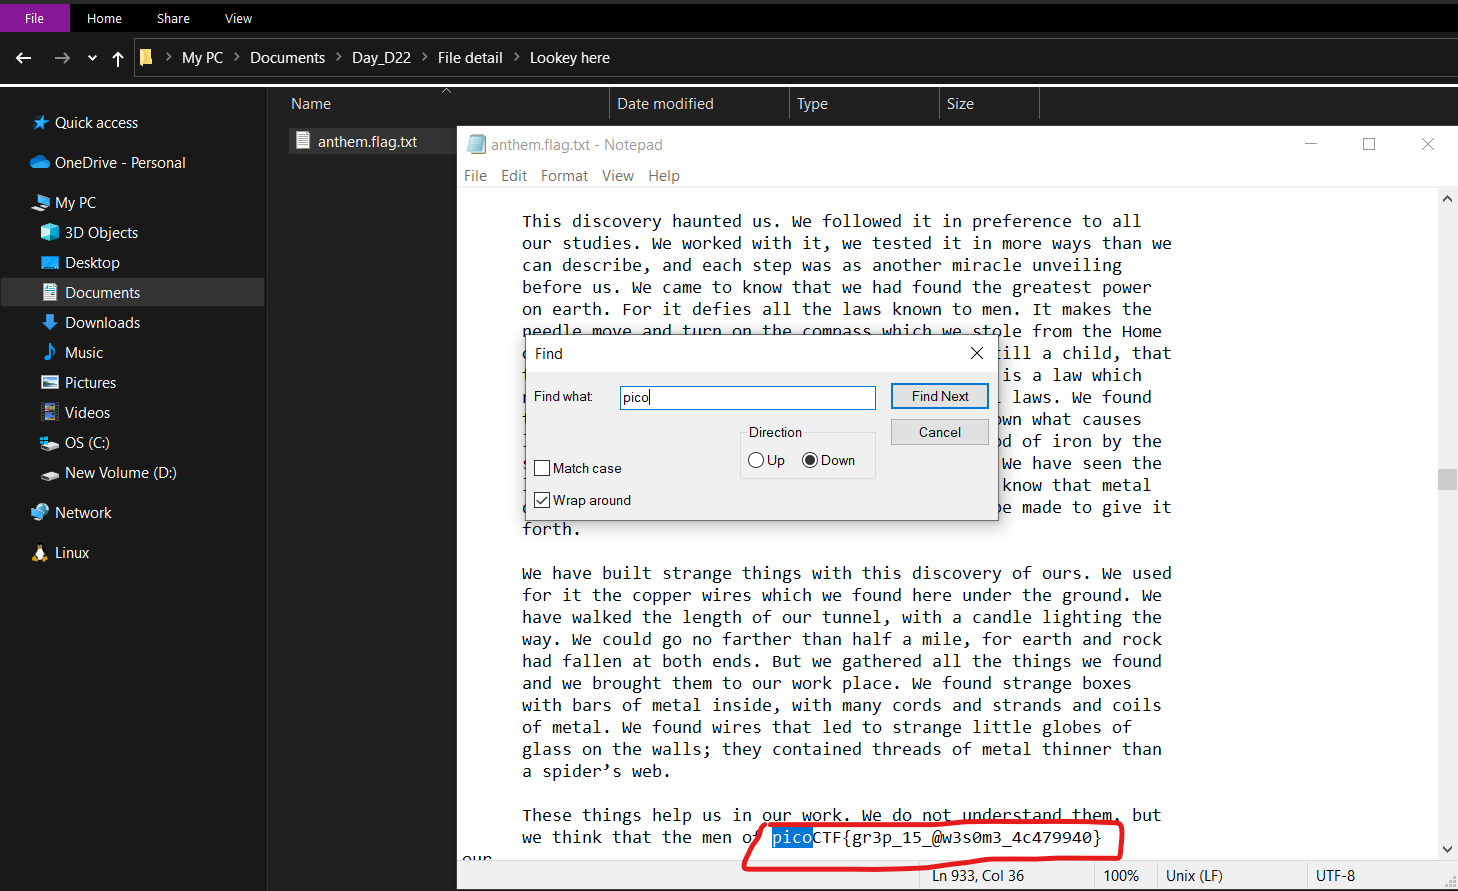 File Home Share View
My PC Documents Day_D22 File detail Lookey here
Quick access
OneDrive - Personal
My PC
3D Objects
Desktop
Documents
Downloads
Music
Pictures
Videos
OS (C:)
New Volume (D:)
Network
Linux
Name Date modified Type Size
anthem.flag.txt
anthem.flag.txt - Notepad
File Edit Format View Help
This discovery haunted us. We followed it in preference to all
our studies. We worked with it, we tested it in more ways than we
can describe, and each step was as another miracle unveiling
before us. We came to know that we had found the greatest power
on earth. For it defies all the laws known to men. It makes the
needle move and turn on the compass which we stole from the Home
till a child, that
is a law which
laws. We found
own what causes
od of iron by the
We have seen the
know that metal
be made to give it
forth.
Find
Find what:
pico
Find Next
Cancel
Direction
Up Down
Match case
Wrap around
We have built strange things with this discovery of ours. We used
for it the copper wires which we found here under the ground. We
have walked the length of our tunnel, with a candle lighting the
way. We could go no farther than half a mile, for earth and rock
had fallen at both ends. But we gathered all the things we found
and we brought them to our work place. We found strange boxes
with bars of metal inside, with many cords and strands and coils
of metal. We found wires that led to strange little globes of
glass on the walls; they contained threads of metal thinner than
a spider’s web.
These things help us in our work. We do not understand them, but
we think that the men of picoCTF{gr3p_15_@w3s0m3_4c479940}
our
Ln 933, Col 36 100% Unix (LF) UTF-8